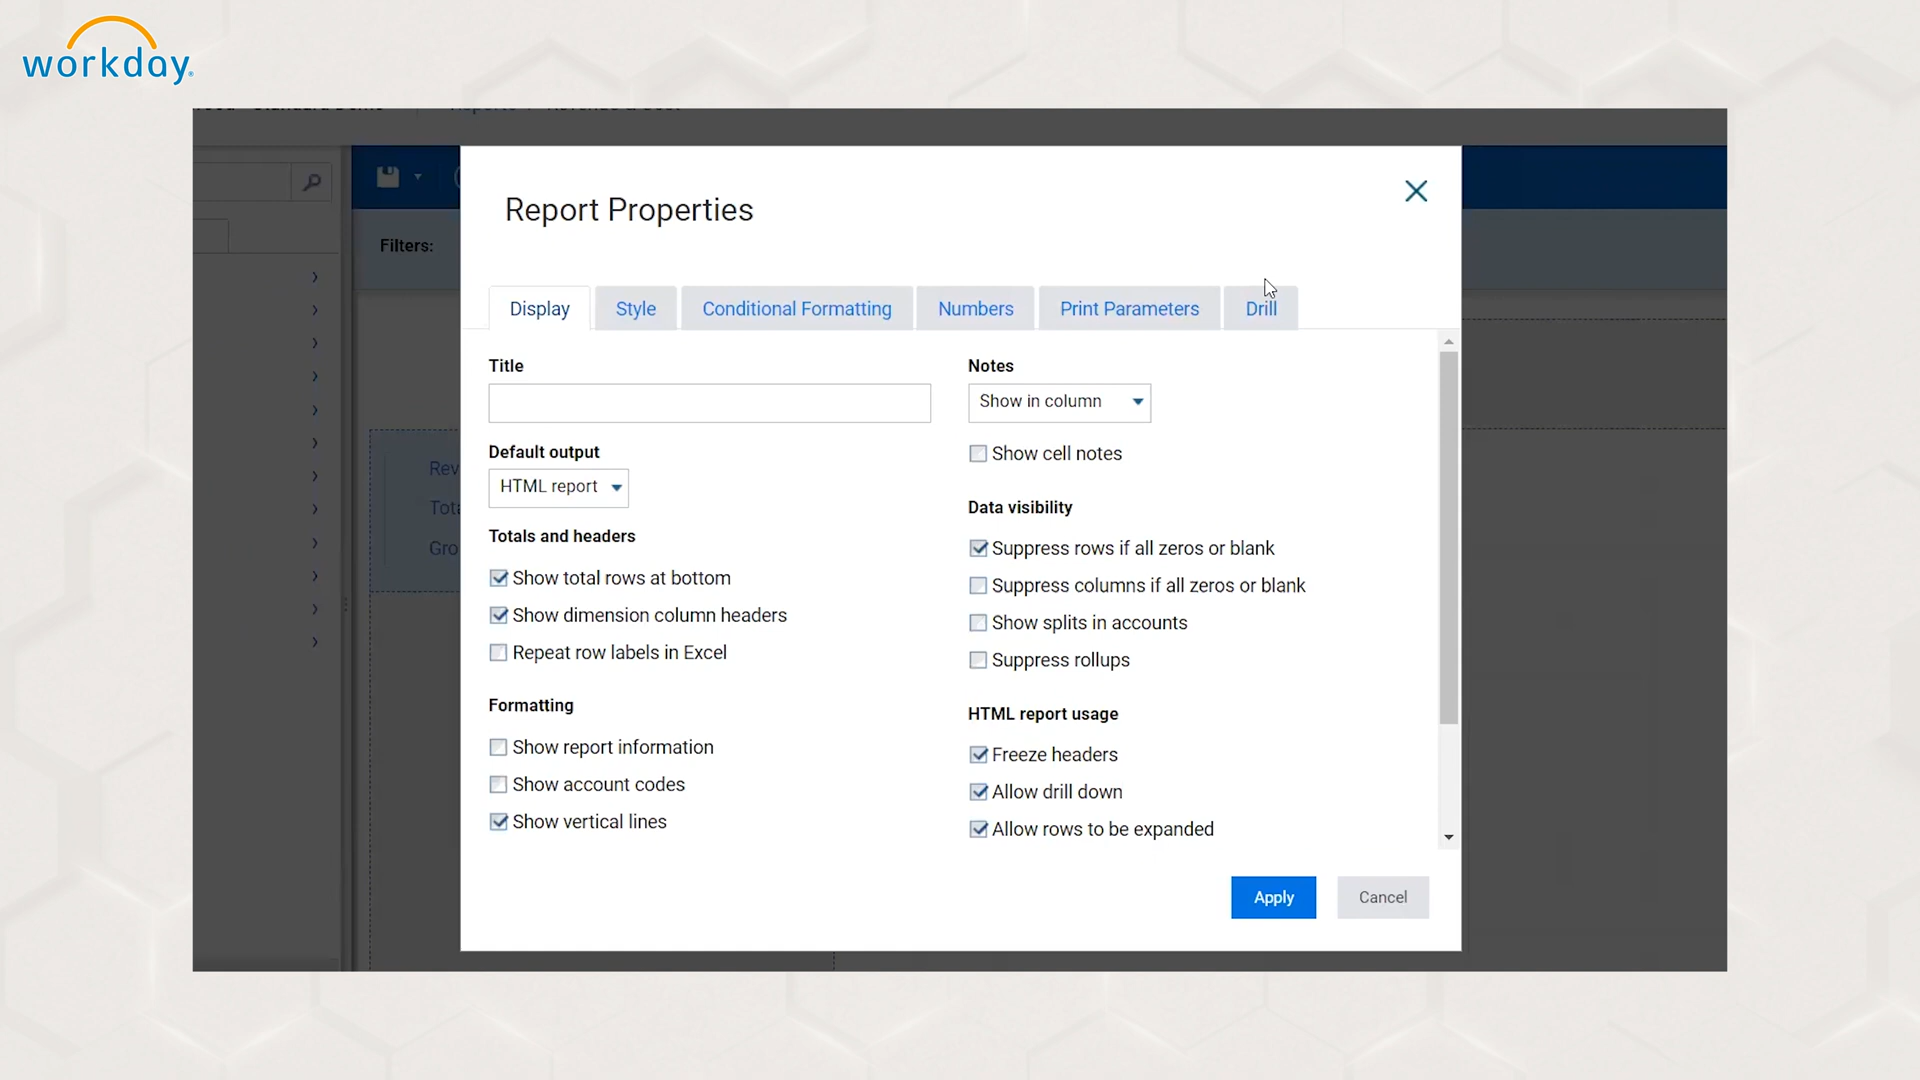 workday
Report Properties
Filters:
Display
Style
Conditional Formatting
Numbers
Print Parameters
Drill
Title
Notes
Show in column
Default output
Show cell notes
HTML report
Data visibility
Rev
Totals and headers
Suppress rows if all zeros or blank
Show total rows at bottom
Suppress columns if all zeros or blank
Show dimension column headers
Show splits in accounts
Repeat row labels in Excel
Suppress rollups
Gro
Formatting
HTML report usage
Show report information
Freeze headers
Show account codes
Allow drill down
Show vertical lines
Allow rows to be expanded
Apply
Cancel